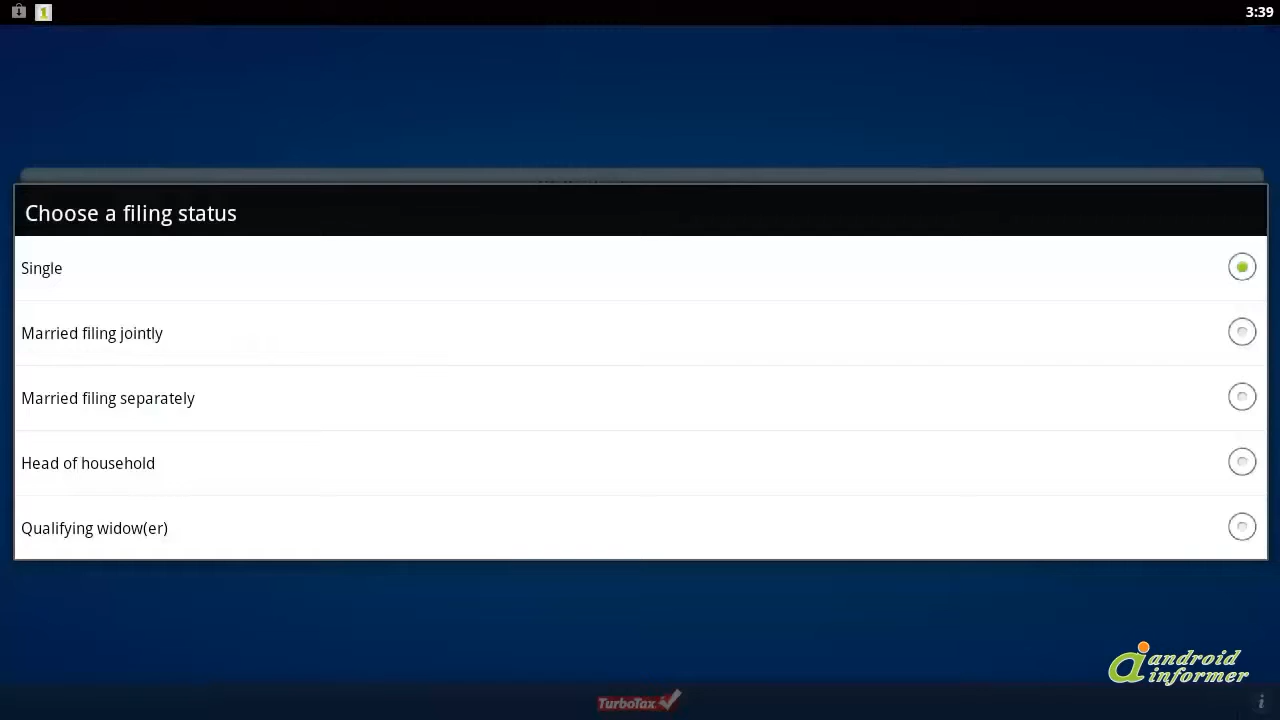 1
3:39
Choose a filing status
Single
Married filing jointly
Married filing separately
Head of household
Qualifying widow(er)
android
informer
TurboTax
i